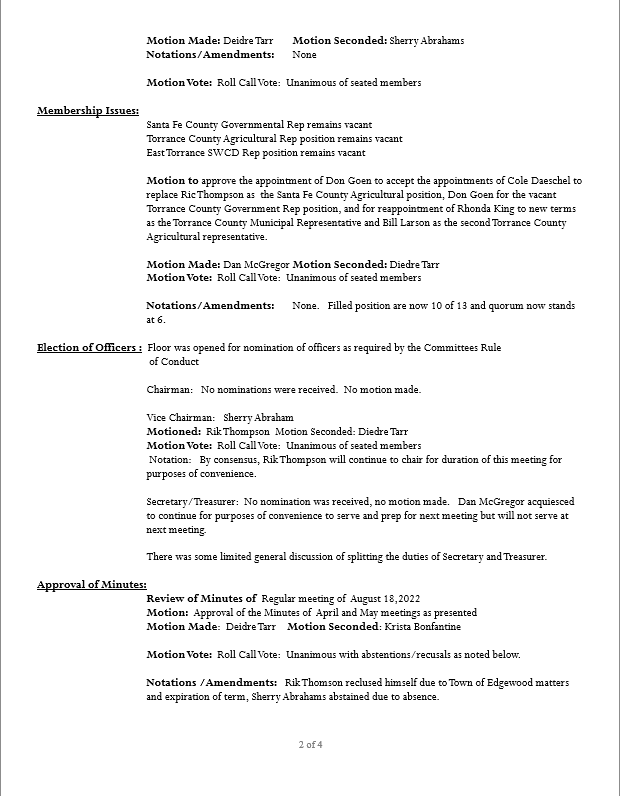 Motion Made: Deidre Tarr Motion Seconded: Sherry Abrahams
Notations/Amendments: None
Motion Vote: Roll Call Vote: Unanimous of seated members
Membership Issues:
Santa Fe County Governmental Rep remains vacant
Torrance County Agricultural Rep position remains vacant
East Torrance SWCD Rep position remains vacant
Motion to approve the appointment of Don Goen to accept the appointments of Cole Daeschel to
replace Ric Thompson as the Santa Fe County Agricultural position, Don Goen for the vacant
Torrance County Government Rep position, and for reappointment of Rhonda King to new terms
as the Torrance County Municipal Representative and Bill Larson as the second Torrance County
Agricultural representative.
Motion Made: Dan McGregor Motion Seconded: Diedre Tarr
Motion Vote: Roll Call Vote: Unanimous of seated members
Notations/Amendments: None. Filled position are now 10 of 13 and quorum now stands
at 6.
Election of Officers : Floor was opened for nomination of officers as required by the Committees Rule
of Conduct
Chairman: No nominations were received. No motion made.
Vice Chairman: Sherry Abraham
Motioned: Rik Thompson Motion Seconded: Diedre Tarr
Motion Vote: Roll Call Vote: Unanimous of seated members
Notation: By consensus, Rik Thompson will continue to chair for duration of this meeting for
purposes of convenience.
Secretary/Treasurer: No nomination was received, no motion made. Dan McGregor acquiesced
to continue for purposes of convenience to serve and prep for next meeting but will not serve at
next meeting.
There was some limited general discussion of splitting the duties of Secretary and Treasurer.
Approval of Minutes:
Review of Minutes of Regular meeting of August 18,2022
Motion: Approval of the Minutes of April and May meetings as presented
Motion Made: Deidre Tarr Motion Seconded: Krista Bonfantine
Motion Vote: Roll Call Vote: Unanimous with abstentions/recusals as noted below.
Notations /Amendments: Rik Thomson reclused himself due to Town of Edgewood matters
and expiration of term, Sherry Abrahams abstained due to absence.
2 of 4